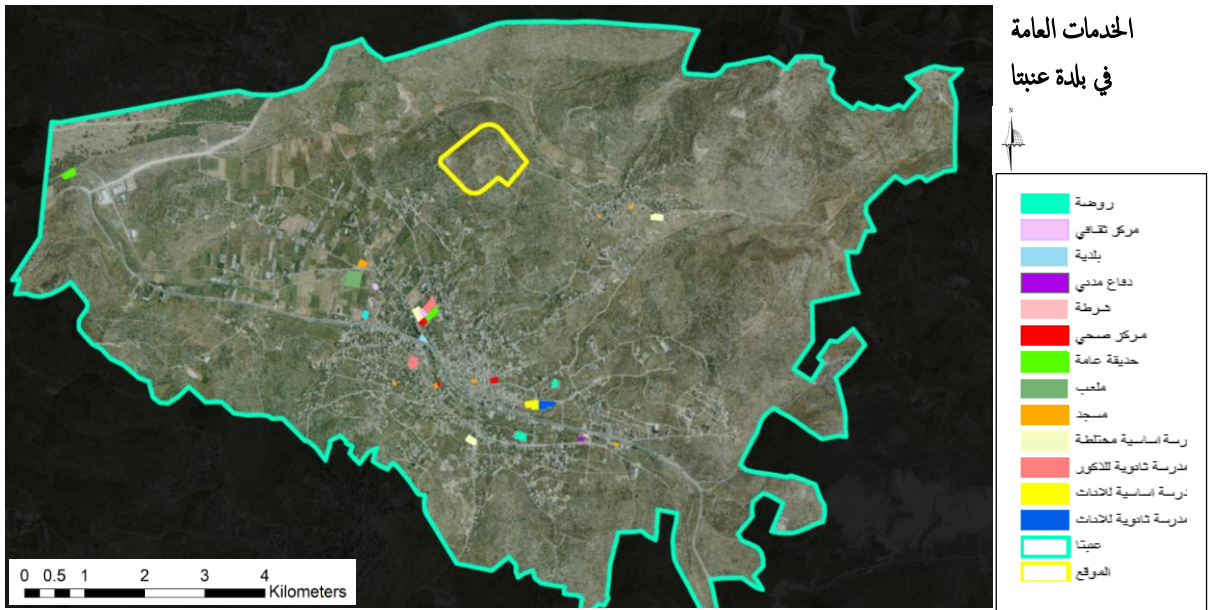 الخدمات العامة
في بلدة عنبتا
N
روضة
مركز ثقافي
بلدية
دفاع مدني
شرطة
مركز صحي
حديقة عامة
ملعب
مسجد
رسة اساسية مختلطة
مدرسة ثانوية للذكور
درسة اساسية للاناث
مدرسة ثانوية للاناث
عنبتا
الموقع
0 0.5 1 2 3 4
Kilometers